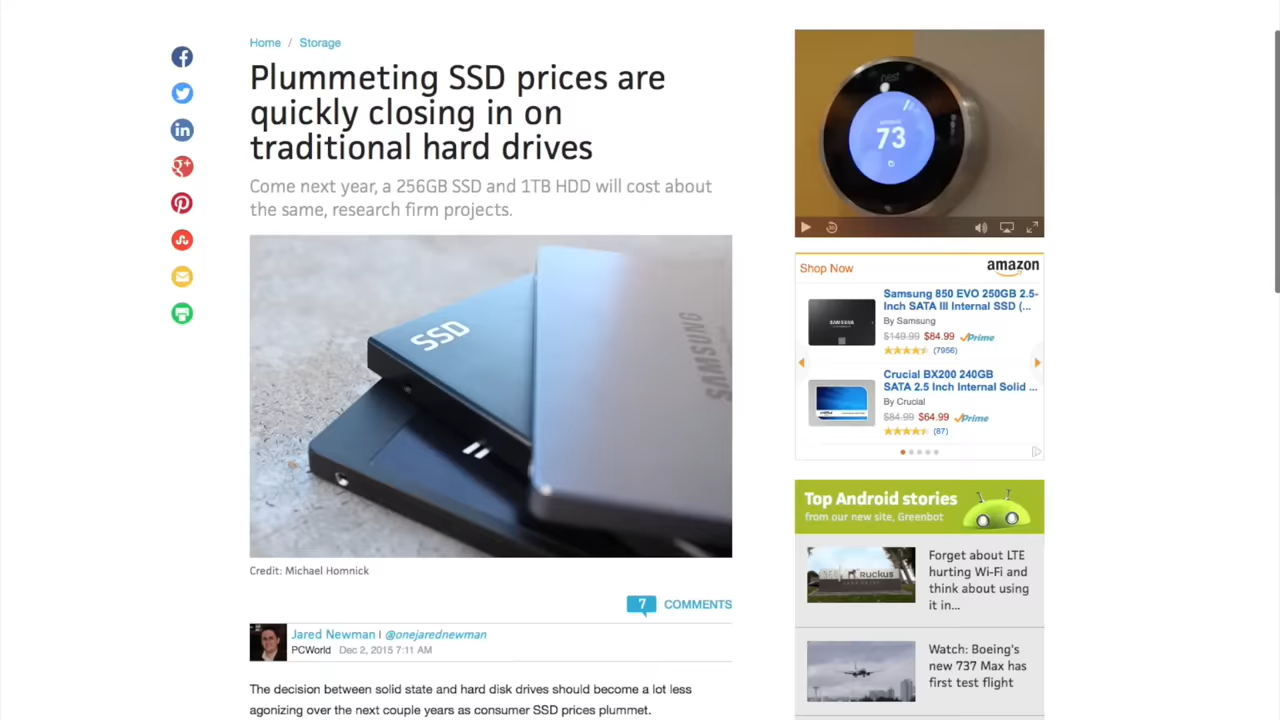 Home / Storage
Plummeting SSD prices are
quickly closing in on
traditional hard drives
Come next year, a 256GB SSD and 1TB HDD will cost about
the same, research firm projects.
SSD
SAMSUNG
Credit: Michael Homnick
7 COMMENTS
Jared Newman | @onejarednewman
PCWorld Dec 2, 2015 7:11 AM
The decision between solid state and hard disk drives should become a lot less
agonizing over the next couple years as consumer SSD prices plummet.
nest
73
30
Shop Now amazon
Samsung 850 EVO 250GB 2.5-
Inch SATA III Internal SSD (...
By Samsung
$149.99 $84.99 Prime
(7956)
SAMSUNG
Crucial BX200 240GB
SATA 2.5 Inch Internal Solid ...
By Crucial
$84.99 $64.99 Prime
(87)
Top Android stories
from our new site, Greenbot
Forget about LTE
hurting Wi-Fi and
think about using
it in...
Ruckus
Watch: Boeing's
new 737 Max has
first test flight